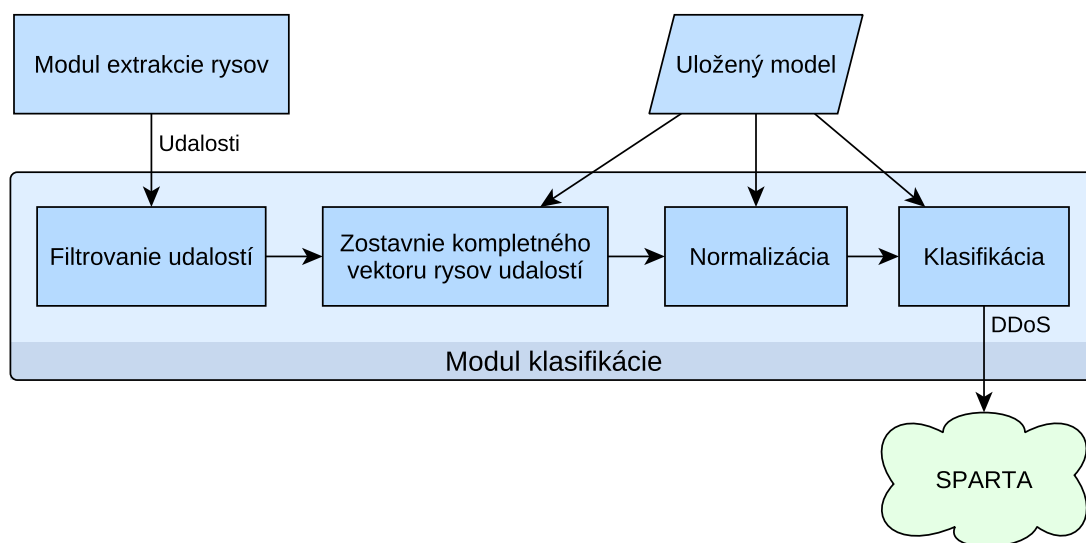 Modul extrakcie rysov
Uložený model
Udalosti
Filtrovanie udalostí
Zostavnie kompletného
vektoru rysov udalostí
Normalizácia
Klasifikácia
DDoS
Modul klasifikácie
SPARTA